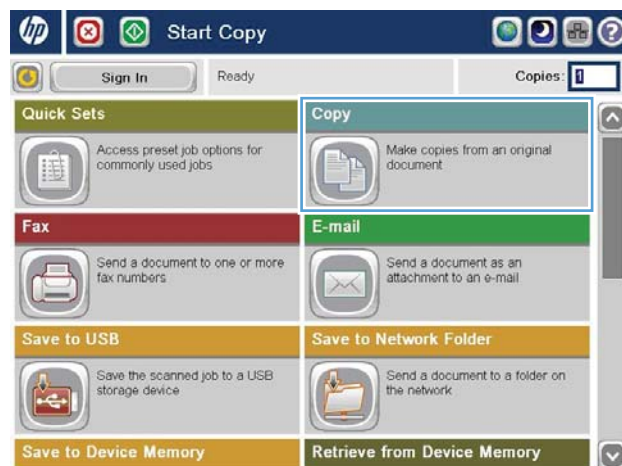 hp Start Copy ?
Sign In Ready Copies: 1
Quick Sets
Access preset job options for
commonly used jobs
Copy
Make copies from an original
document
Fax
Send a document to one or more
fax numbers
E-mail
Send a document as an
attachment to an e-mail
Save to USB
Save the scanned job to a USB
storage device
Save to Network Folder
Send a document to a folder on
the network
Save to Device Memory
Retrieve from Device Memory